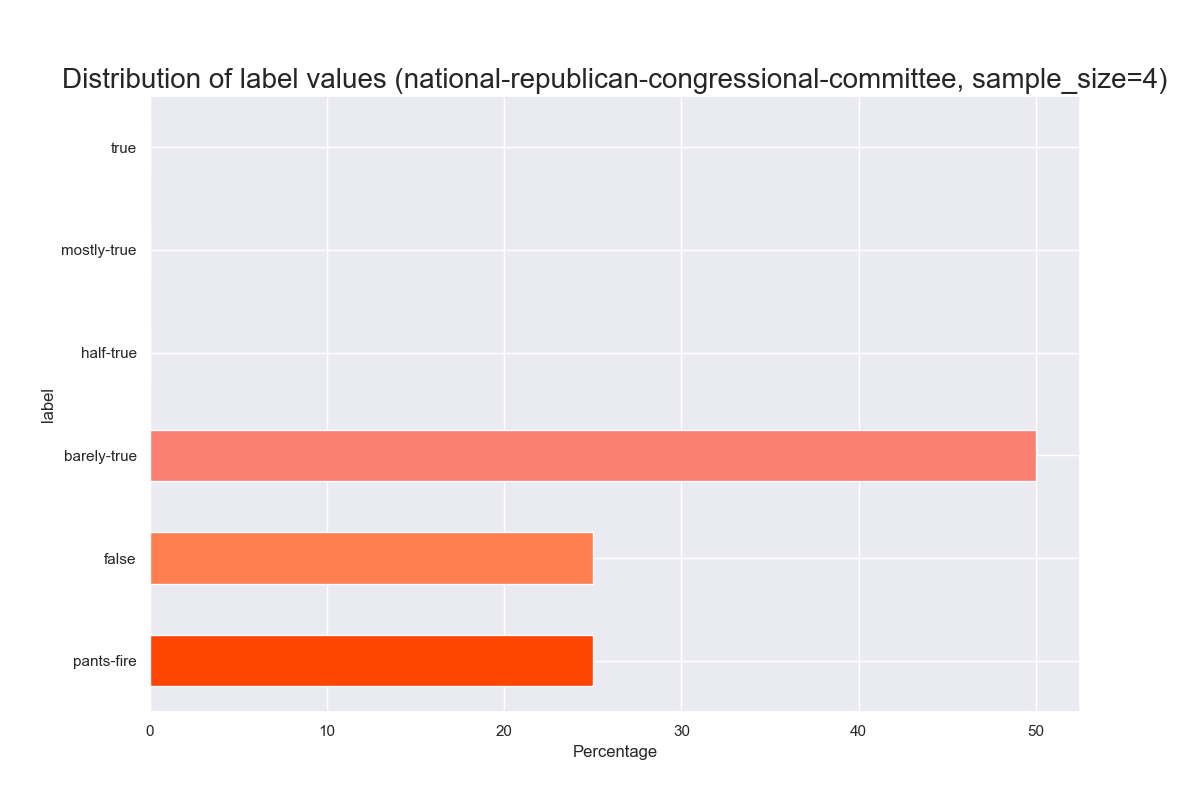 Distribution of label values (national-republican-congressional-committee, sample_size=4)
true
mostly-true
half-true
label
barely-true
false
pants-fire
0 10 20 30 40 50
Percentage